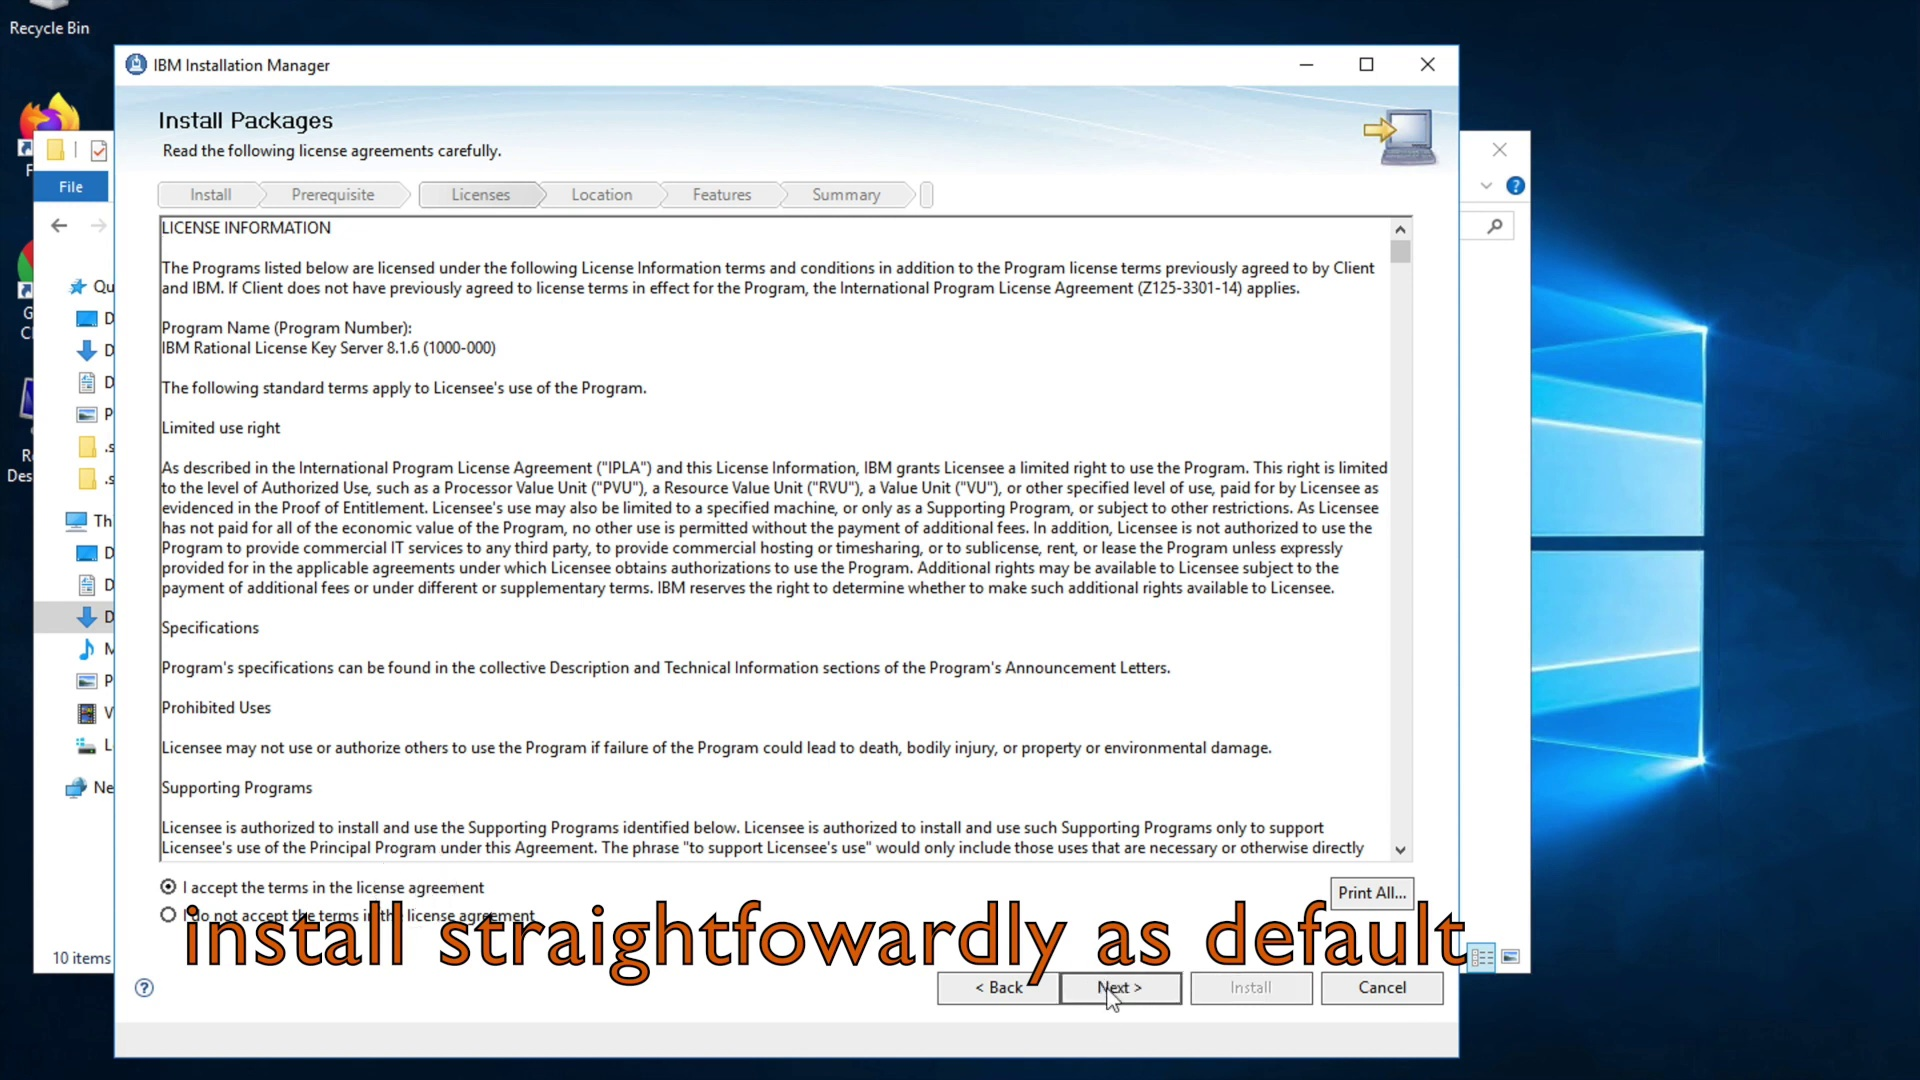 Recycle Bin
IBM Installation Manager
Install Packages
Read the following license agreements carefully.
File
Install
Prerequisite
Licenses
Location
Features
Summary
LICENSE INFORMATION
The Programs listed below are licensed under the following License Information terms and conditions in addition to the Program license terms previously agreed to by Client
and IBM. If Client does not have previously agreed to license terms in effect for the Program, the International Program License Agreement (Z125-3301-14) applies.
Program Name (Program Number):
IBM Rational License Key Server 8.1.6 (1000-000)
The following standard terms apply to Licensee's use of the Program.
Limited use right
As described in the International Program License Agreement ("IPLA") and this License Information, IBM grants Licensee a limited right to use the Program. This right is limited
to the level of Authorized Use, such as a Processor Value Unit ("PVU"), a Resource Value Unit ("RVU"), a Value Unit ("VU"), or other specified level of use, paid for by Licensee as
evidenced in the Proof of Entitlement. Licensee's use may also be limited to a specified machine, or only as a Supporting Program, or subject to other restrictions. As Licensee
has not paid for all of the economic value of the Program, no other use is permitted without the payment of additional fees. In addition, Licensee is not authorized to use the
Program to provide commercial IT services to any third party, to provide commercial hosting or timesharing, or to sublicense, rent, or lease the Program unless expressly
provided for in the applicable agreements under which Licensee obtains authorizations to use the Program. Additional rights may be available to Licensee subject to the
payment of additional fees or under different or supplementary terms. IBM reserves the right to determine whether to make such additional rights available to Licensee.
Specifications
Program's specifications can be found in the collective Description and Technical Information sections of the Program's Announcement Letters.
Prohibited Uses
Licensee may not use or authorize others to use the Program if failure of the Program could lead to death, bodily injury, or property or environmental damage.
Supporting Programs
Licensee is authorized to install and use the Supporting Programs identified below. Licensee is authorized to install and use such Supporting Programs only to support
Licensee's use of the Principal Program under this Agreement. The phrase "to support Licensee's use" would only include those uses that are necessary or otherwise directly
I accept the terms in the license agreement
Print All...
I do not accept the terms in the license agreement
install straightfowardly as default
10 items
< Back
Next >
Install
Cancel